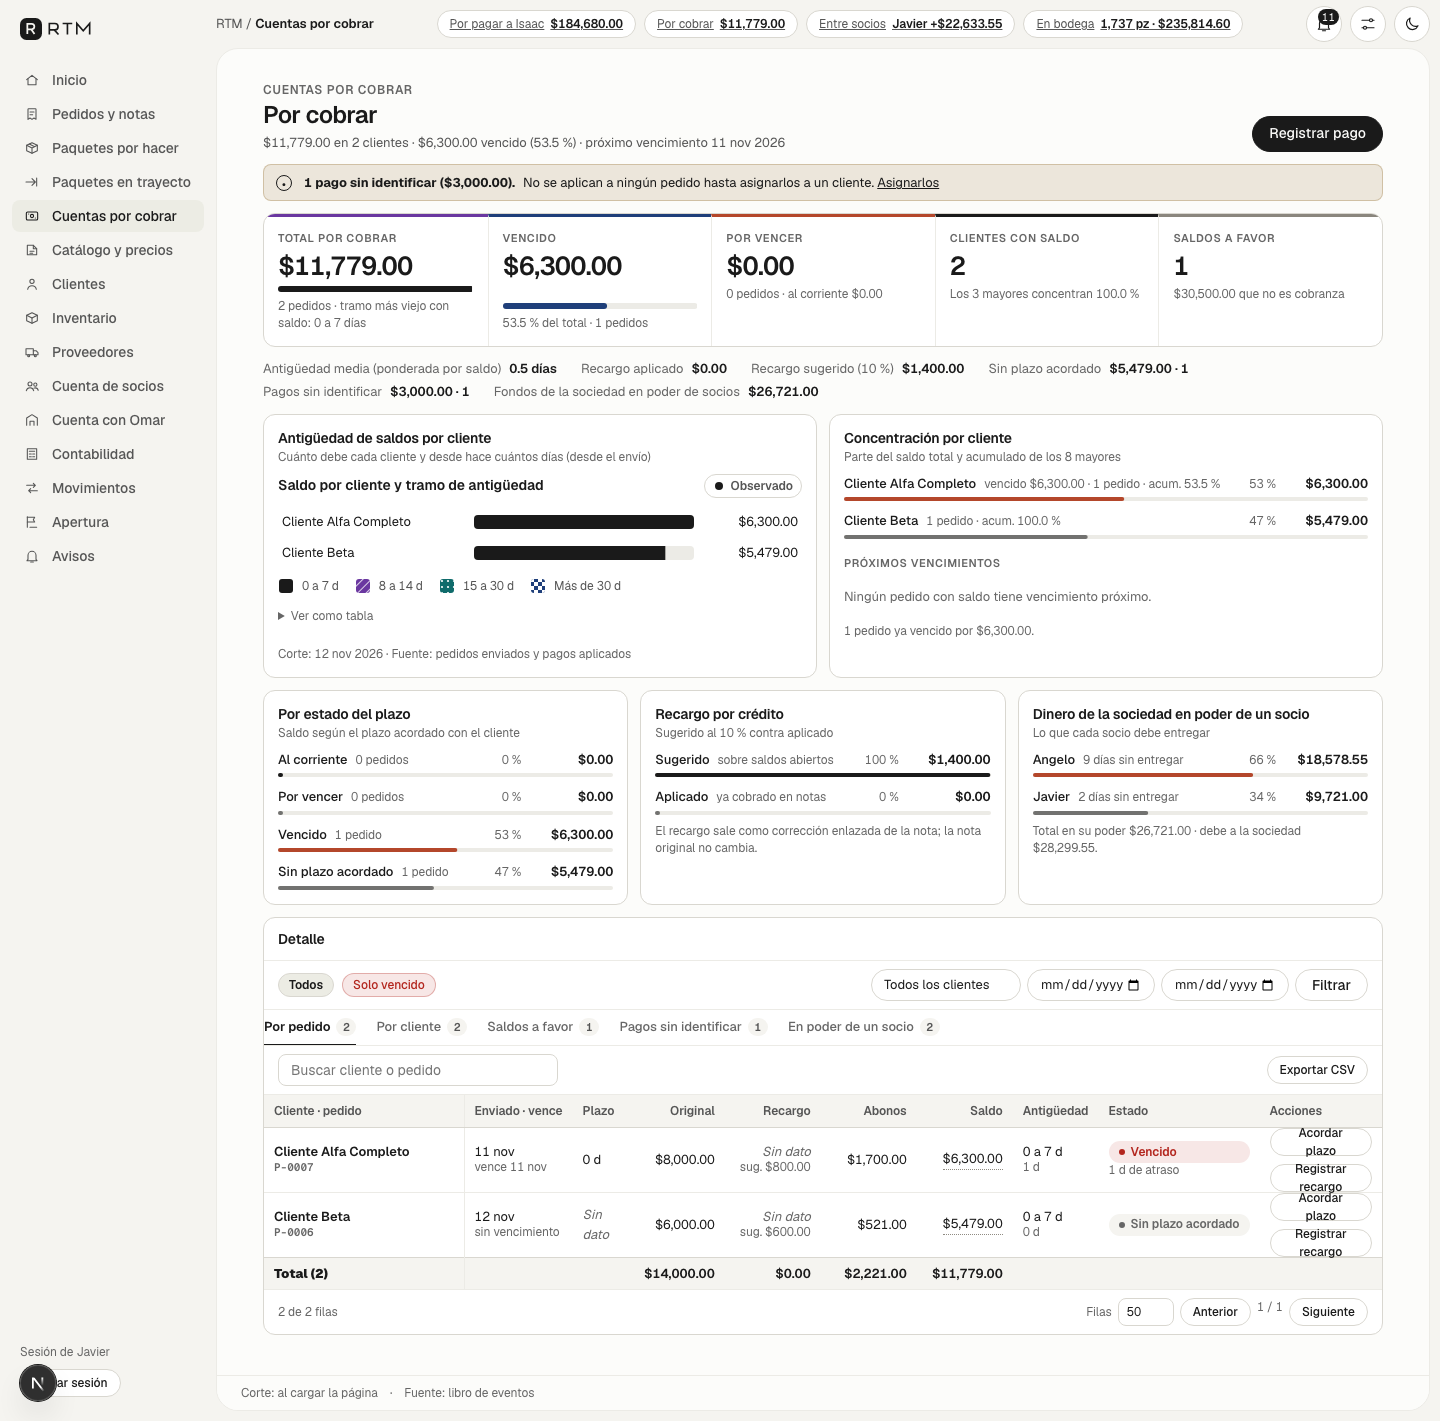 R RTM
RTM / Cuentas por cobrar
Por pagar a Isaac $184,680.00
Por cobrar $11,779.00
Entre socios Javier +$22,633.55
En bodega 1,737 pz · $235,814.60
11
Inicio
Pedidos y notas
Paquetes por hacer
Paquetes en trayecto
Cuentas por cobrar
Catálogo y precios
Clientes
Inventario
Proveedores
Cuenta de socios
Cuenta con Omar
Contabilidad
Movimientos
Apertura
Avisos
Sesión de Javier
N
ar sesión
CUENTAS POR COBRAR
Por cobrar
$11,779.00 en 2 clientes · $6,300.00 vencido (53.5 %) · próximo vencimiento 11 nov 2026
Registrar pago
1 pago sin identificar ($3,000.00). No se aplican a ningún pedido hasta asignarlos a un cliente. Asignarlos
TOTAL POR COBRAR
$11,779.00
2 pedidos · tramo más viejo con
saldo: 0 a 7 días
VENCIDO
$6,300.00
53.5 % del total · 1 pedidos
POR VENCER
$0.00
0 pedidos · al corriente $0.00
CLIENTES CON SALDO
2
Los 3 mayores concentran 100.0 %
SALDOS A FAVOR
1
$30,500.00 que no es cobranza
Antigüedad media (ponderada por saldo) 0.5 días Recargo aplicado $0.00 Recargo sugerido (10 %) $1,400.00 Sin plazo acordado $5,479.00 · 1
Pagos sin identificar $3,000.00 · 1 Fondos de la sociedad en poder de socios $26,721.00
Antigüedad de saldos por cliente
Cuánto debe cada cliente y desde hace cuántos días (desde el envío)
Saldo por cliente y tramo de antigüedad
Observado
Cliente Alfa Completo $6,300.00
Cliente Beta $5,479.00
0 a 7 d 8 a 14 d 15 a 30 d Más de 30 d
Ver como tabla
Corte: 12 nov 2026 · Fuente: pedidos enviados y pagos aplicados
Concentración por cliente
Parte del saldo total y acumulado de los 8 mayores
Cliente Alfa Completo vencido $6,300.00 · 1 pedido · acum. 53.5 % 53 % $6,300.00
Cliente Beta 1 pedido · acum. 100.0 % 47 % $5,479.00
PRÓXIMOS VENCIMIENTOS
Ningún pedido con saldo tiene vencimiento próximo.
1 pedido ya vencido por $6,300.00.
Por estado del plazo
Saldo según el plazo acordado con el cliente
Al corriente 0 pedidos 0 % $0.00
Por vencer 0 pedidos 0 % $0.00
Vencido 1 pedido 53 % $6,300.00
Sin plazo acordado 1 pedido 47 % $5,479.00
Recargo por crédito
Sugerido al 10 % contra aplicado
Sugerido sobre saldos abiertos 100 % $1,400.00
Aplicado ya cobrado en notas 0 % $0.00
El recargo sale como corrección enlazada de la nota; la nota
original no cambia.
Dinero de la sociedad en poder de un socio
Lo que cada socio debe entregar
Angelo 9 días sin entregar 66 % $18,578.55
Javier 2 días sin entregar 34 % $9,721.00
Total en su poder $26,721.00 · debe a la sociedad
$28,299.55.
Detalle
Todos Solo vencido Todos los clientes mm/dd/yyyy mm/dd/yyyy Filtrar
Por pedido 2 Por cliente 2 Saldos a favor 1 Pagos sin identificar 1 En poder de un socio 2
Buscar cliente o pedido Exportar CSV
Cliente · pedido Enviado · vence Plazo Original Recargo Abonos Saldo Antigüedad Estado Acciones
Cliente Alfa Completo
P-0007
11 nov
vence 11 nov
0 d
$8,000.00
Sin dato
sug. $800.00
$1,700.00
$6,300.00
0 a 7 d
1 d
Vencido
1 d de atraso
Acordar
plazo
Registrar
recargo
Cliente Beta
P-0006
12 nov
sin vencimiento
Sin
dato
$6,000.00
Sin dato
sug. $600.00
$521.00
$5,479.00
0 a 7 d
0 d
Sin plazo acordado
Acordar
plazo
Registrar
recargo
Total (2) $14,000.00 $0.00 $2,221.00 $11,779.00
2 de 2 filas Filas 50 Anterior 1 / 1 Siguiente
Corte: al cargar la página · Fuente: libro de eventos